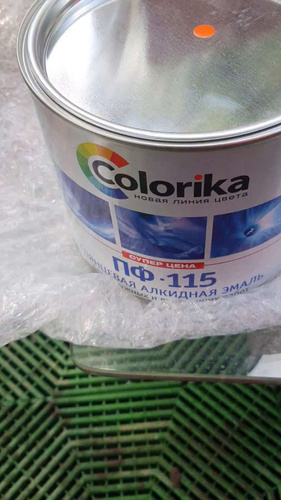 Colorika
НОВАЯ ЛИНИЯ ЦВЕТА
СУПЕР ЦЕНА
ПФ-115
АЛКИДНАЯ ЭМАЛЬ